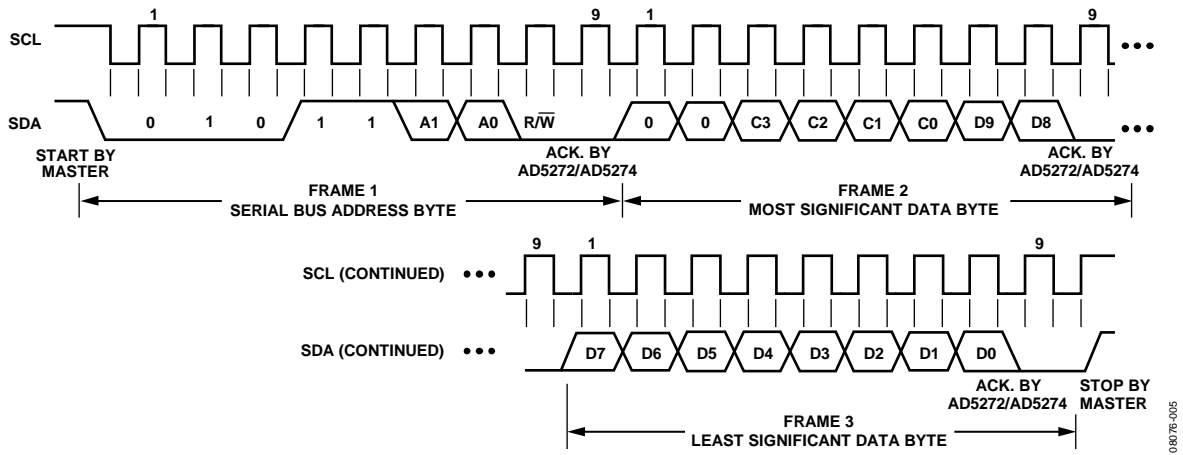 1 9 1 9
SCL •••
SDA 0 1 0 1 1 A1 A0 R/W̅ 0 0 C3 C2 C1 C0 D9 D8 •••
START BY
MASTER
ACK. BY
AD5272/AD5274
ACK. BY
AD5272/AD5274
FRAME 1
SERIAL BUS ADDRESS BYTE
FRAME 2
MOST SIGNIFICANT DATA BYTE
9 1 9
SCL (CONTINUED) •••
SDA (CONTINUED) ••• D7 D6 D5 D4 D3 D2 D1 D0
ACK. BY
AD5272/AD5274
STOP BY
MASTER
FRAME 3
LEAST SIGNIFICANT DATA BYTE
08076-005